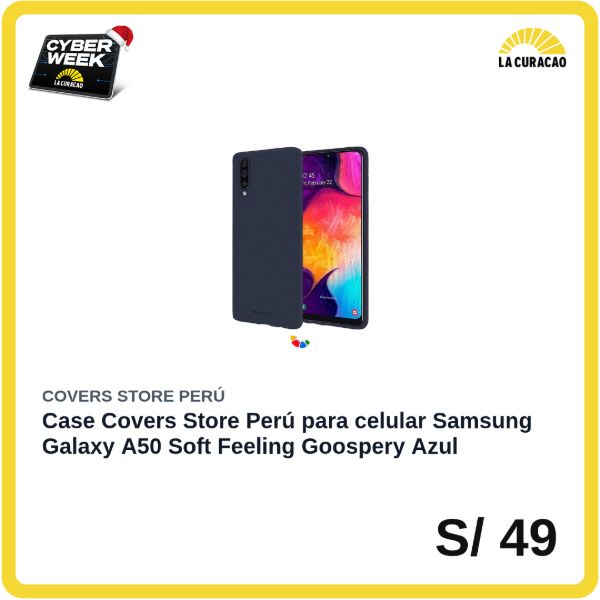 CYBER
WEEK
LA CURACAO
LA CURACAO
COVERS STORE PERÚ
Case Covers Store Perú para celular Samsung
Galaxy A50 Soft Feeling Goospery Azul
S/ 49